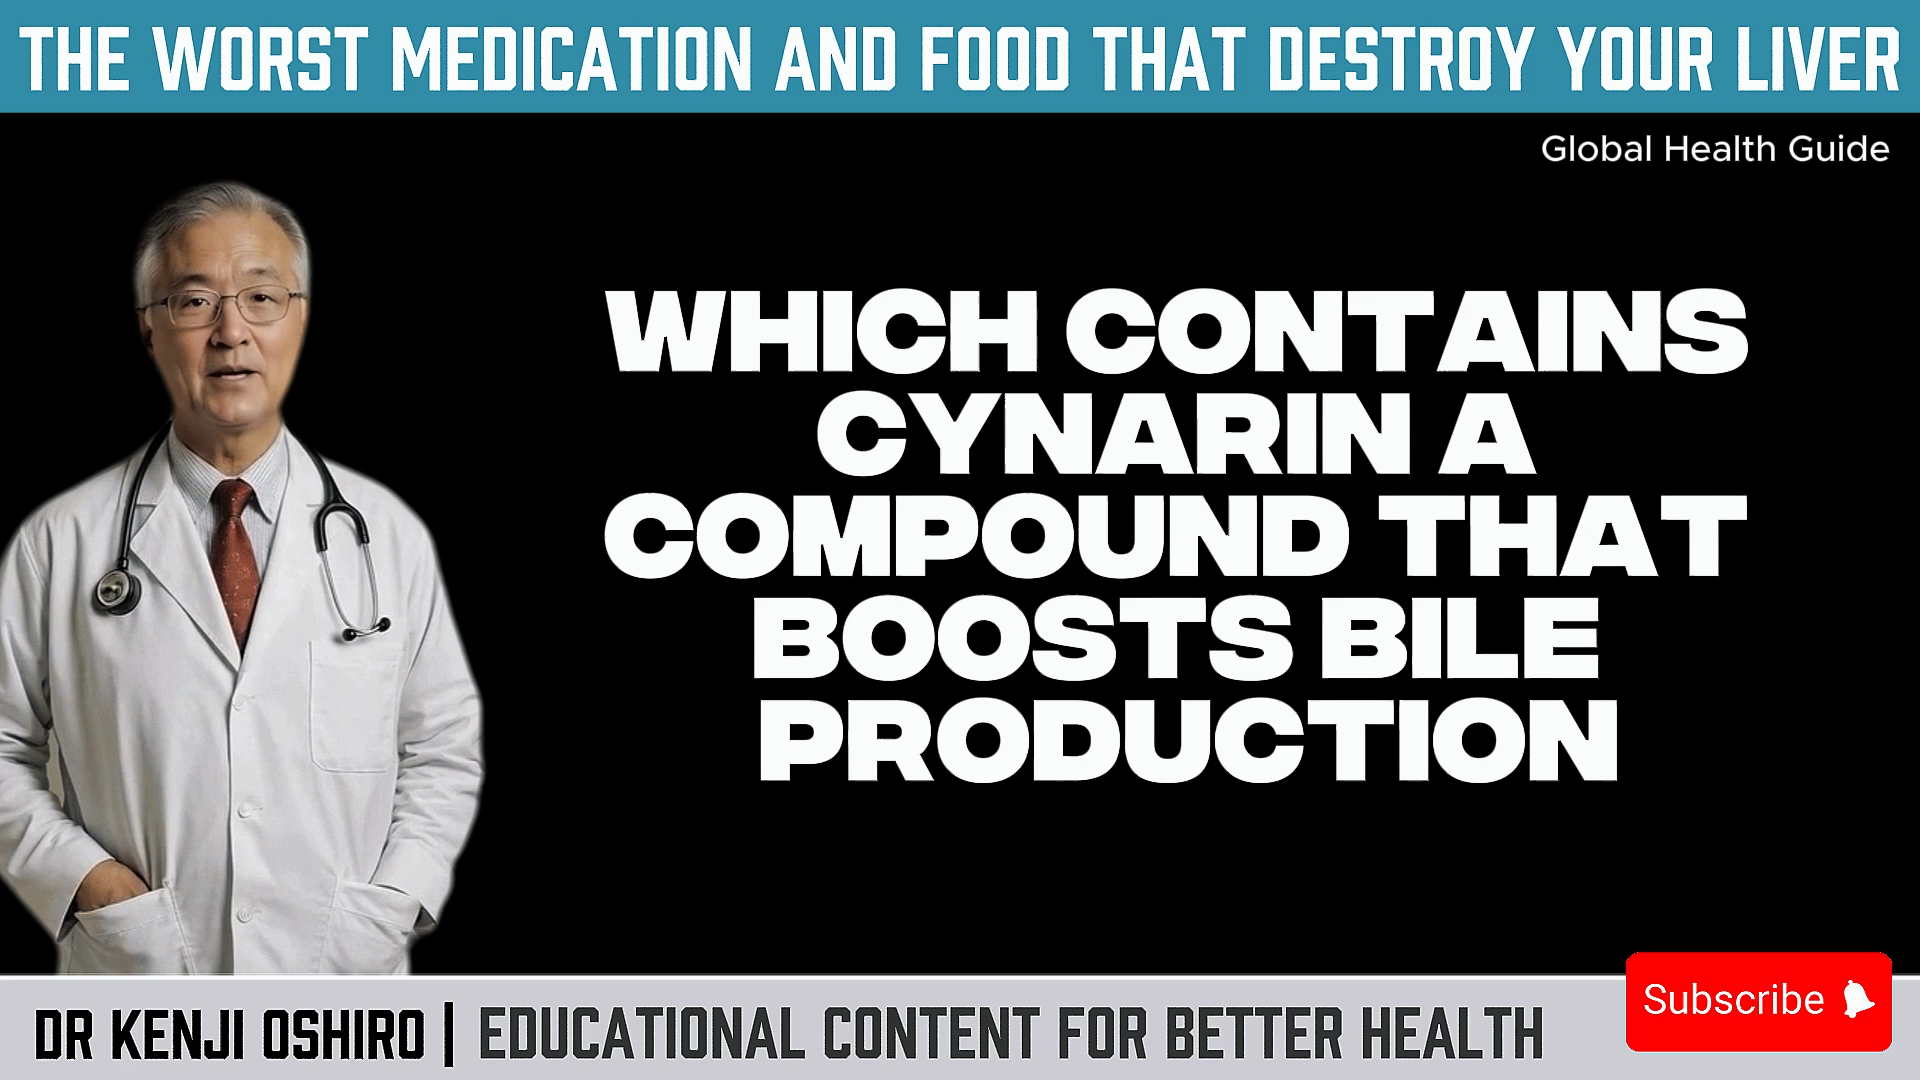 THE WORST MEDICATION AND FOOD THAT DESTROY YOUR LIVER
Global Health Guide
WHICH CONTAINS
CYNARIN A
COMPOUND THAT
BOOSTS BILE
PRODUCTION
DR KENJI OSHIRO | EDUCATIONAL CONTENT FOR BETTER HEALTH
Subscribe